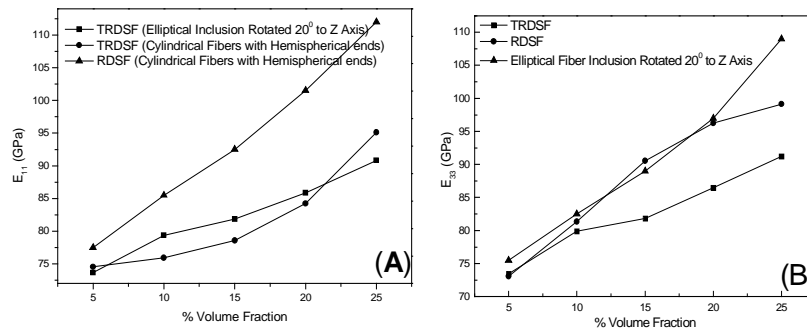 TRDSF (Elliptical Inclusion Rotated 20⁰ to Z Axis)
TRDSF (Cylindrical Fibers with Hemispherical ends)
RDSF (Cylindrical Fibers with Hemispherical ends)
110
105
100
95
90
85
80
75
E₁₁ (GPa)
5 10 15 20 25
% Volume Fraction
(A)
TRDSF
RDSF
Elliptical Fiber Inclusion Rotated 20⁰ to Z Axis
110
105
100
95
90
85
80
75
70
E₃₃ (GPa)
5 10 15 20 25
% Volume Fraction
(B)